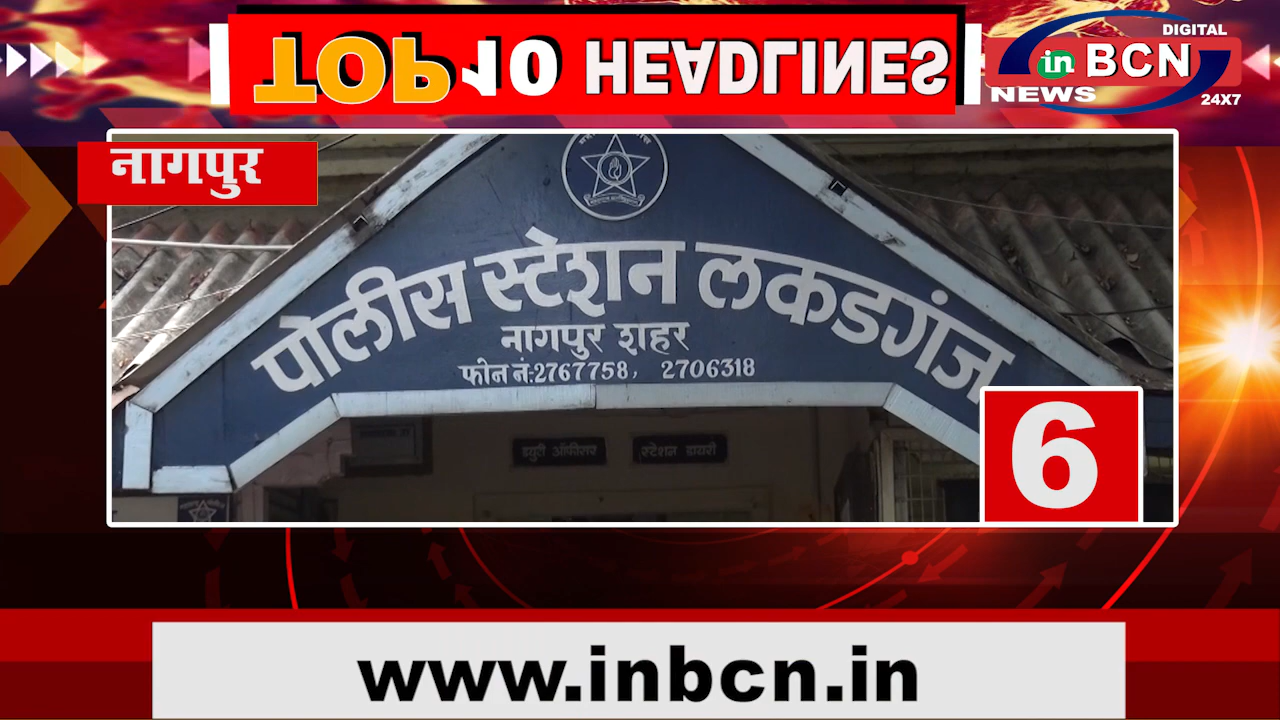 TOP 10 HEADLINES
DIGITAL
in BCN
NEWS
24X7
नागपुर
पोलीस स्टेशन लकडगंज
नागपुर शहर
फोन नं:2767758, 2706318
ड्युटी ऑफीसर
स्टेशन डायरी
6
www.inbcn.in